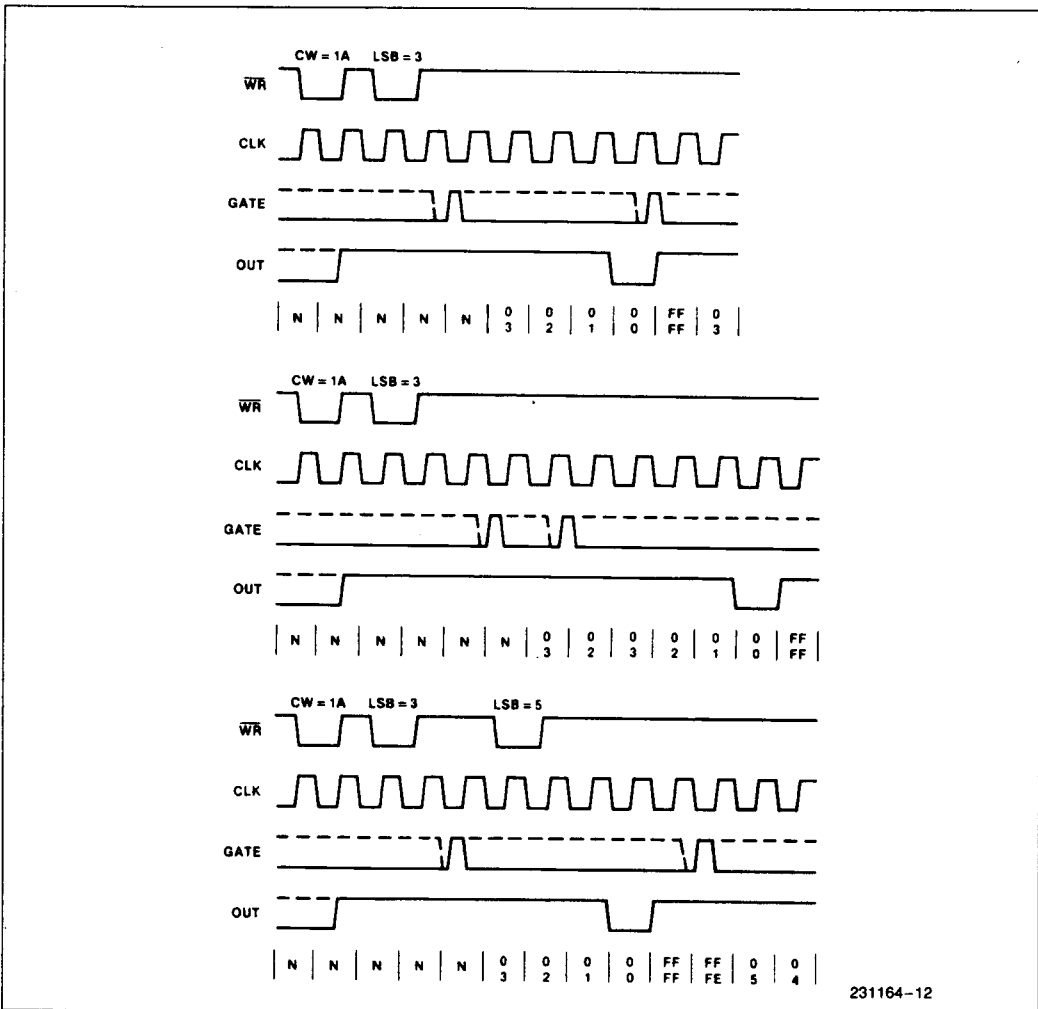 CW = 1A LSB = 3
WR
CLK
GATE
OUT
N N N N N 0 0 0 0 FF 0
3 2 1 0 FF 3
CW = 1A LSB = 3
WR
CLK
GATE
OUT
N N N N N N 0 0 0 0 0 0 FF
3 2 3 2 1 0 FF
CW = 1A LSB = 3 LSB = 5
WR
CLK
GATE
OUT
N N N N N 0 0 0 0 FF FF 0 0
3 2 1 0 FF FE 5 4
231164-12